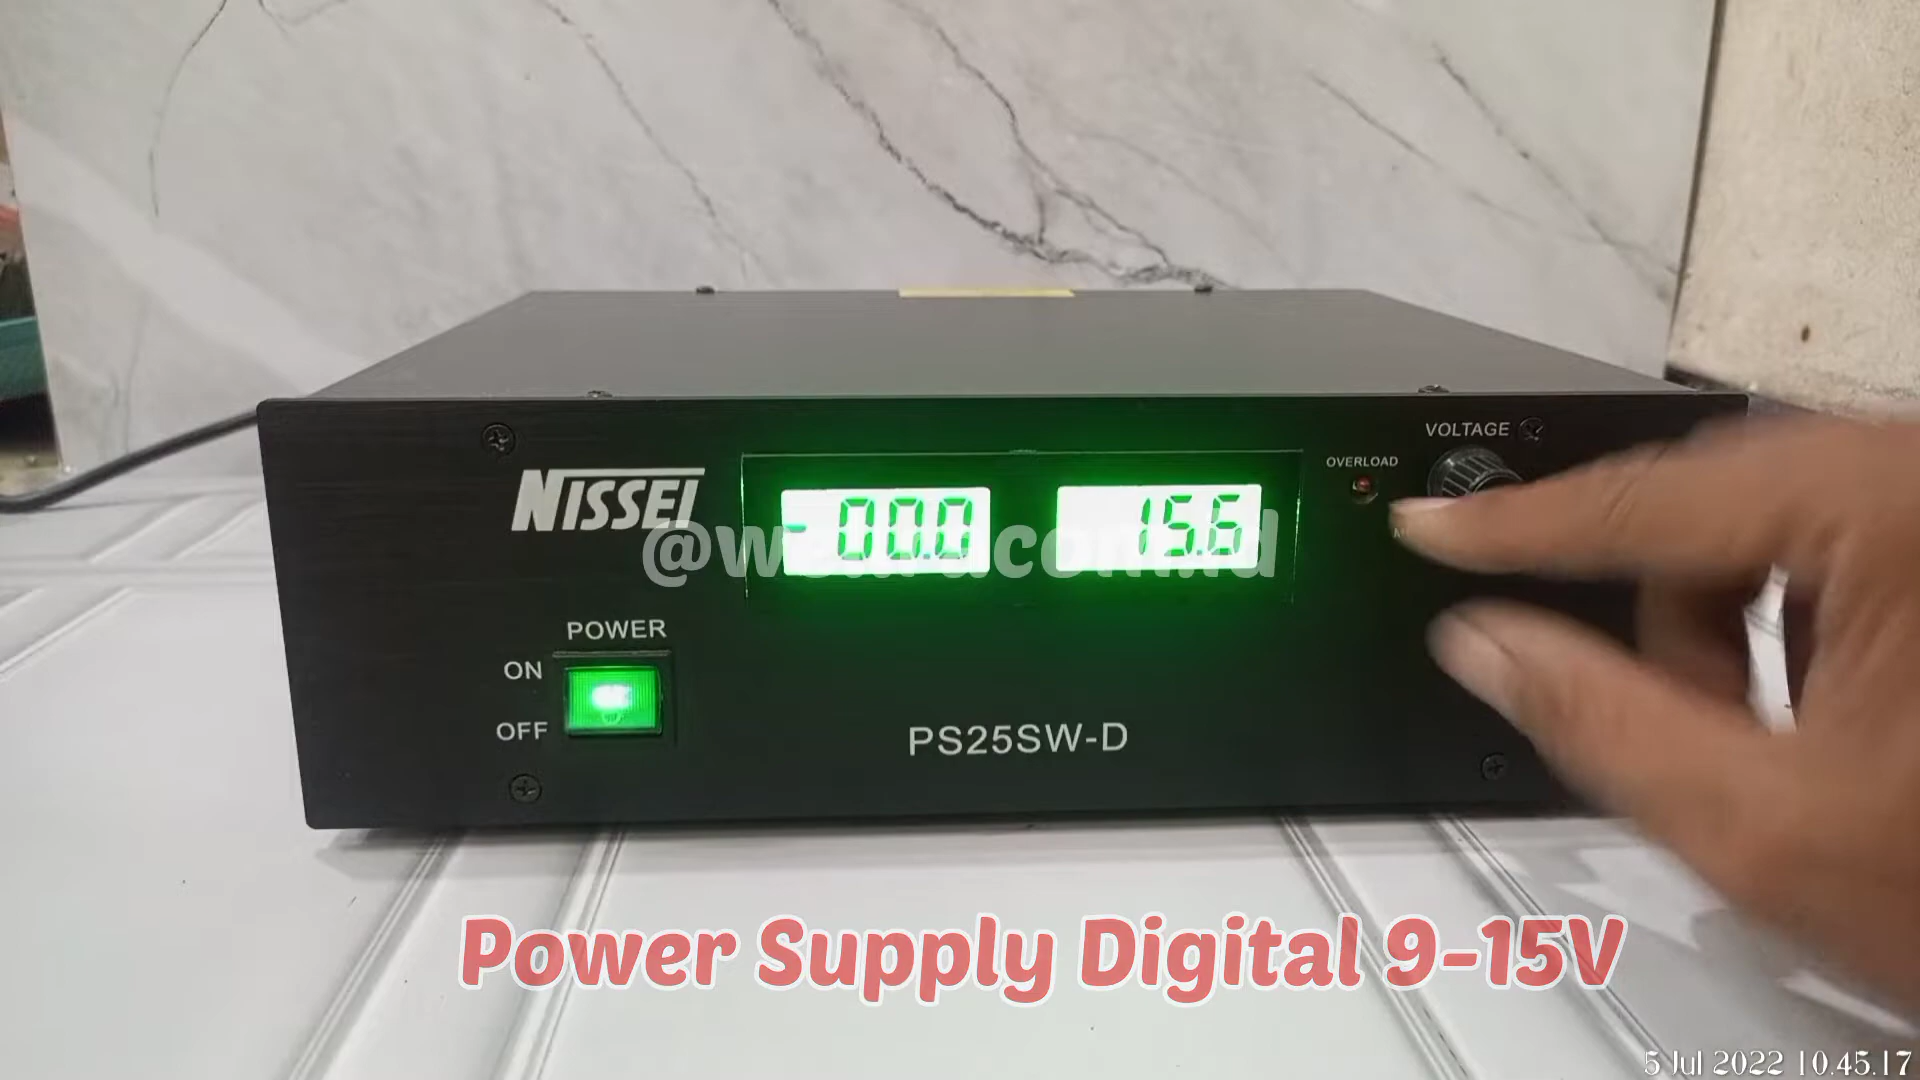 VOLTAGE
OVERLOAD
NISSEI
-00.0 15.6
POWER
ON
OFF
PS25SW-D
Power Supply Digital 9-15V
5 Jul 2022 10.45.17